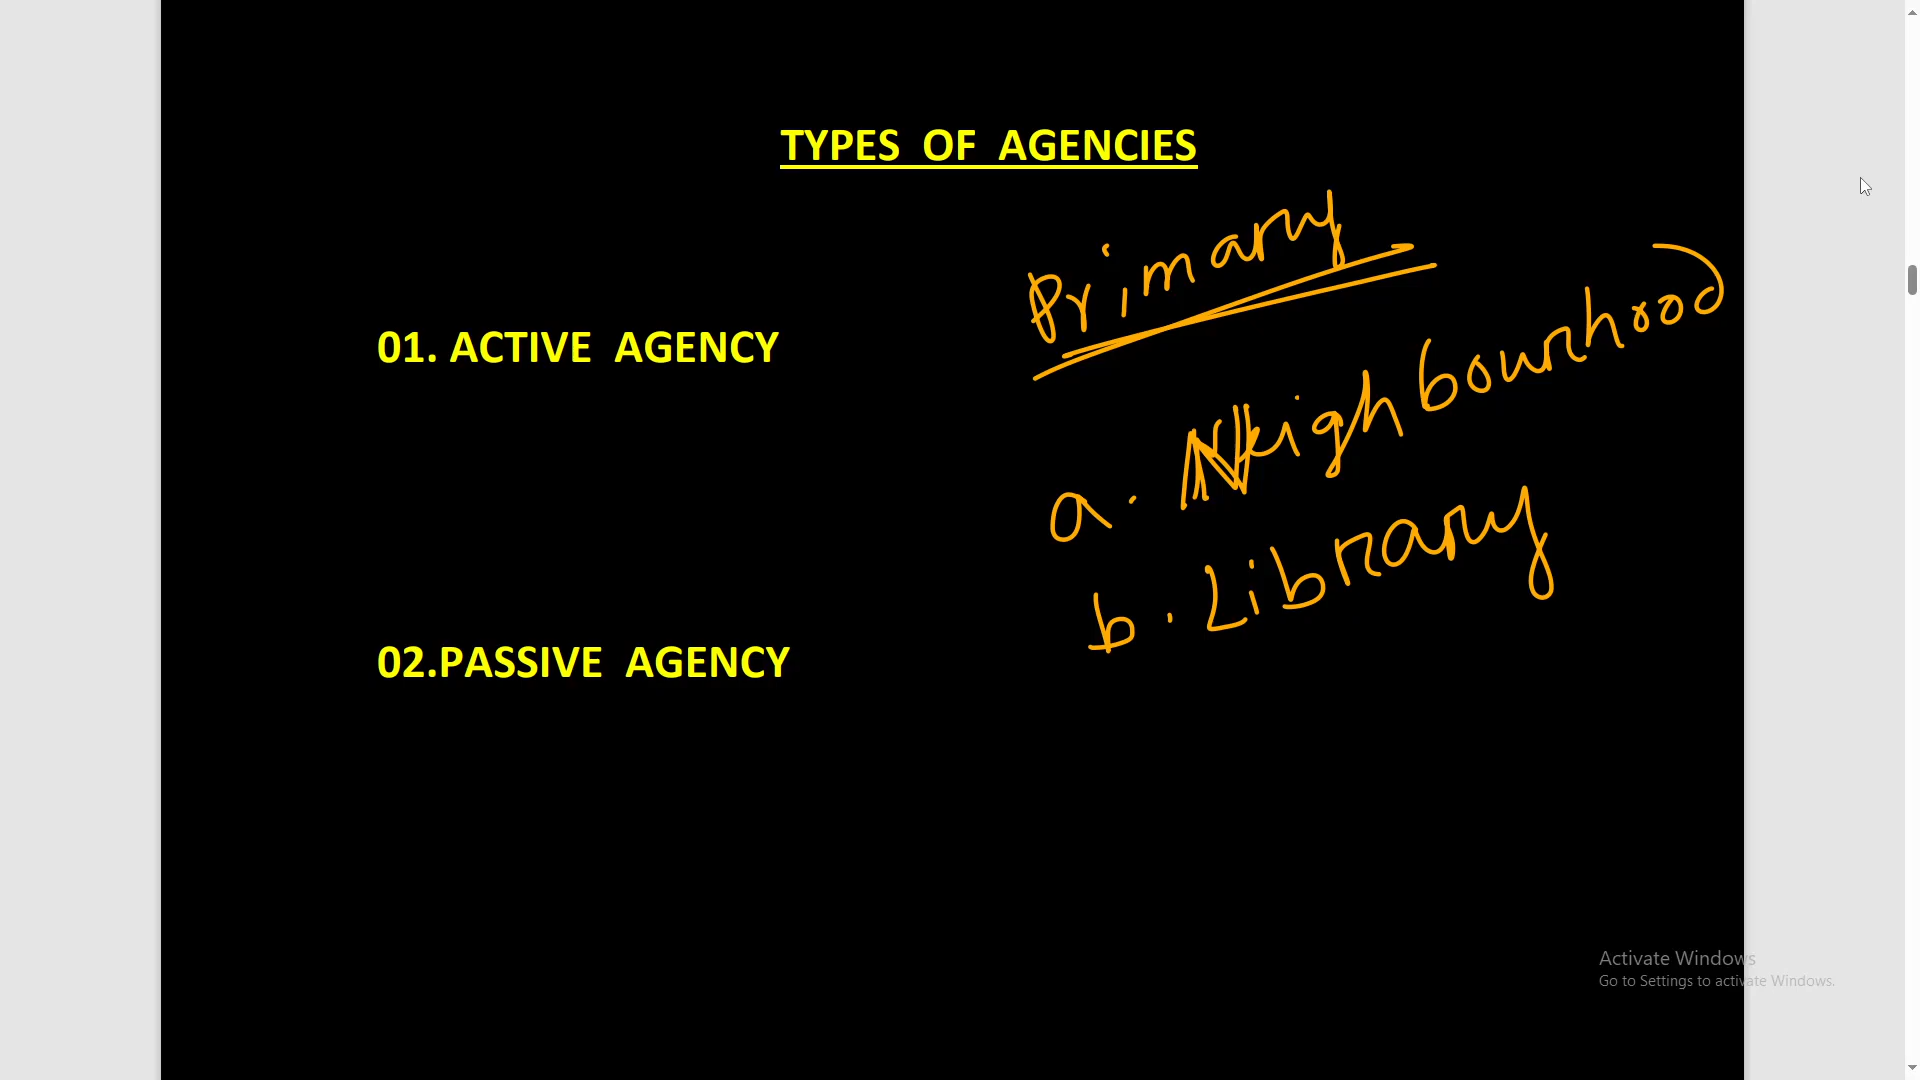 TYPES OF AGENCIES
Primary
01. ACTIVE AGENCY
a. Neighbourhood
b. Library
02.PASSIVE AGENCY
Activate Windows
Go to Settings to activate Windows.